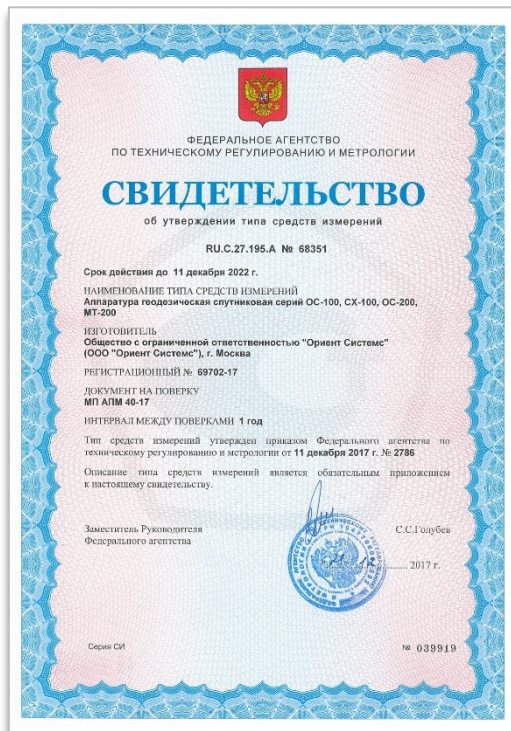 ФЕДЕРАЛЬНОЕ АГЕНТСТВО
ПО ТЕХНИЧЕСКОМУ РЕГУЛИРОВАНИЮ И МЕТРОЛОГИИ
СВИДЕТЕЛЬСТВО
об утверждении типа средств измерений
RU.C.27.195.A № 68351
Срок действия до 11 декабря 2022 г.
НАИМЕНОВАНИЕ ТИПА СРЕДСТВ ИЗМЕРЕНИЙ
Аппаратура геодезическая спутниковая серий ОС-100, СХ-100, ОС-200,
МТ-200
ИЗГОТОВИТЕЛЬ
Общество с ограниченной ответственностью "Ориент Системс"
(ООО "Ориент Системс"), г. Москва
РЕГИСТРАЦИОННЫЙ № 69702-17
ДОКУМЕНТ НА ПОВЕРКУ
МП АПМ 40-17
ИНТЕРВАЛ МЕЖДУ ПОВЕРКАМИ 1 год
Тип средств измерений утвержден приказом Федерального агентства по
техническому регулированию и метрологии от 11 декабря 2017 г. № 2786
Описание типа средств измерений является обязательным приложением
к настоящему свидетельству.
Заместитель Руководителя
Федерального агентства
С.С.Голубев
2017 г.
Серия СИ
№ 039919